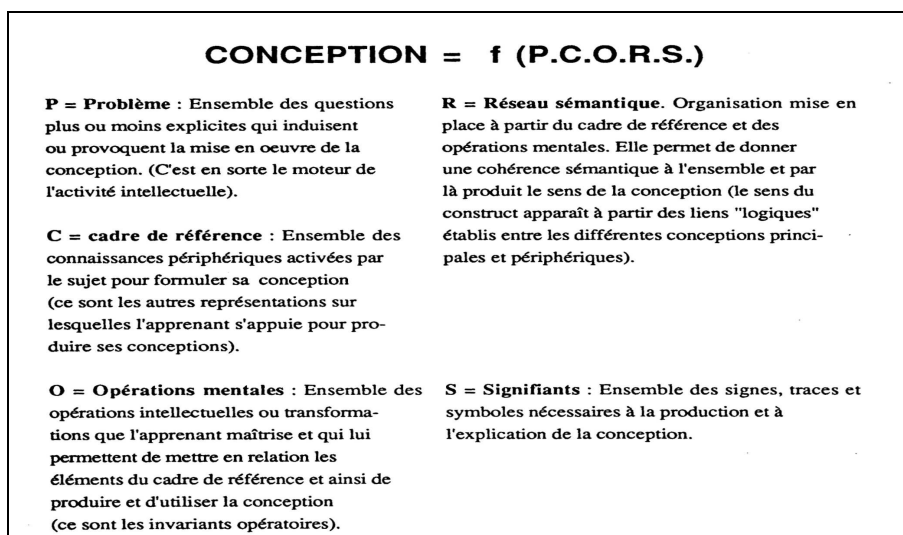 CONCEPTION = f (P.C.O.R.S.)
P = Problème : Ensemble des questions
plus ou moins explicites qui induisent
ou provoquent la mise en oeuvre de la
conception. (C'est en sorte le moteur de
l'activité intellectuelle).
C = cadre de référence : Ensemble des
connaissances périphériques activées par
le sujet pour formuler sa conception
(ce sont les autres représentations sur
lesquelles l'apprenant s'appuie pour pro-
duire ses conceptions).
O = Opérations mentales : Ensemble des
opérations intellectuelles ou transforma-
tions que l'apprenant maîtrise et qui lui
permettent de mettre en relation les
éléments du cadre de référence et ainsi de
produire et d'utiliser la conception
(ce sont les invariants opératoires).
R = Réseau sémantique. Organisation mise en
place à partir du cadre de référence et des
opérations mentales. Elle permet de donner
une cohérence sémantique à l'ensemble et par
là produit le sens de la conception (le sens du
construct apparaît à partir des liens "logiques"
établis entre les différentes conceptions princi-
pales et périphériques).
S = Signifiants : Ensemble des signes, traces et
symboles nécessaires à la production et à
l'explication de la conception.